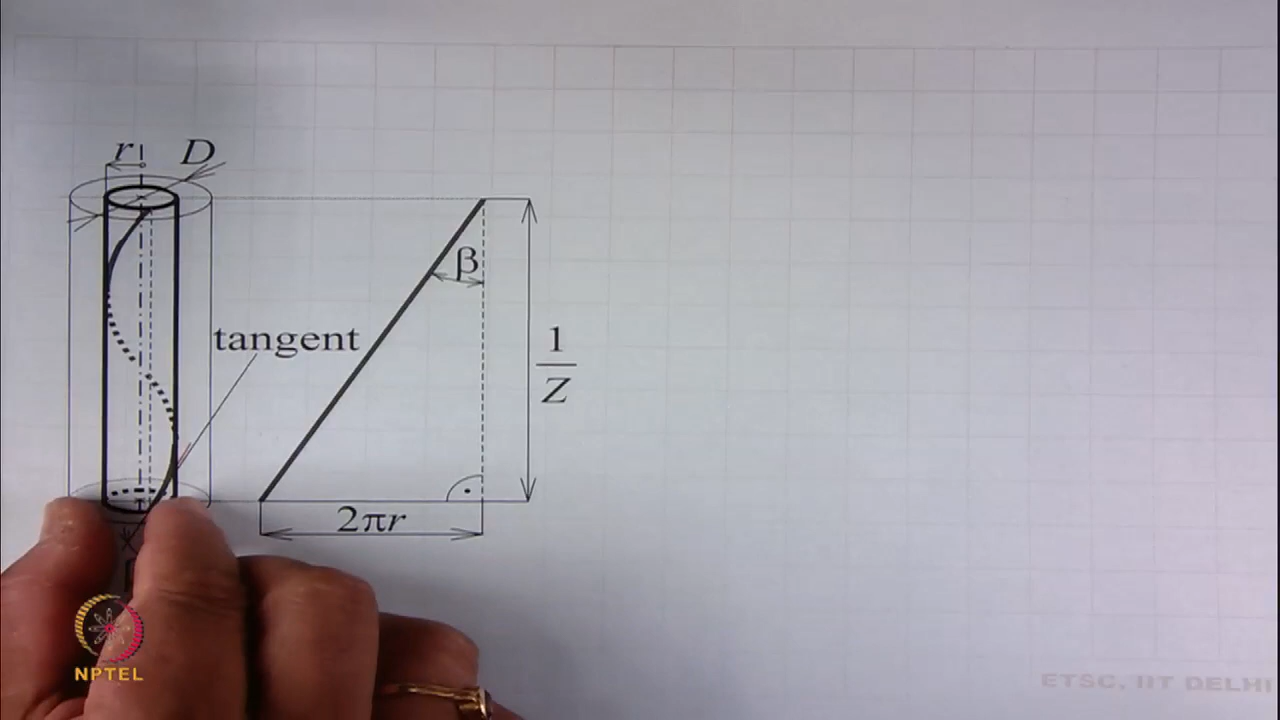 r D
β
tangent
1
Z
2πr
NPTEL
ETSC, IIT DELHI